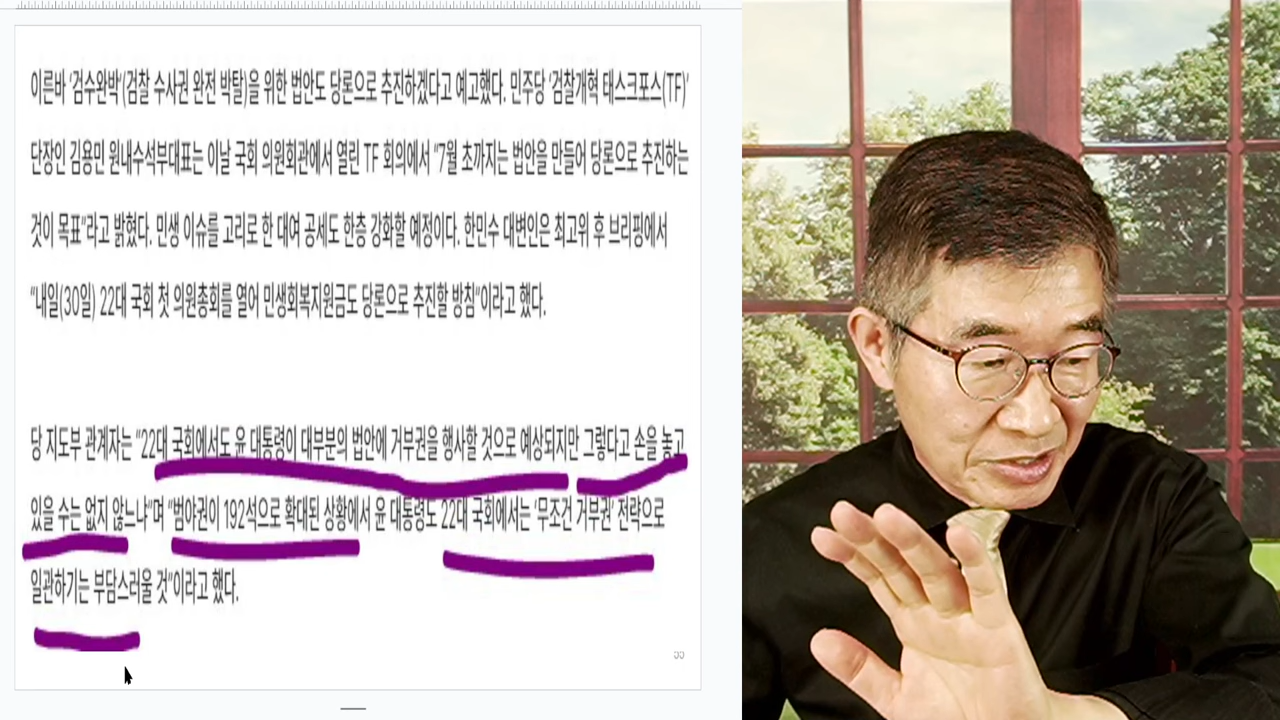 이른바 '검수완박'(검찰 수사권 완전 박탈)을 위한 법안도 당론으로 추진하겠다고 예고했다. 민주당 '검찰개혁 태스크포스(TF)'
단장인 김용민 원내수석부대표는 이날 국회 의원회관에서 열린 TF 회의에서 "7월 초까지는 법안을 만들어 당론으로 추진하는
것이 목표"라고 밝혔다. 민생 이슈를 고리로 한 대여 공세도 한층 강화할 예정이다. 한민수 대변인은 최고위 후 브리핑에서
"내일(30일) 22대 국회 첫 의원총회를 열어 민생회복지원금도 당론으로 추진할 방침"이라고 했다.
당 지도부 관계자는 "22대 국회에서도 윤 대통령이 대부분의 법안에 거부권을 행사할 것으로 예상되지만 그렇다고 손을 놓고
있을 수는 없지 않느냐"며 "범야권이 192석으로 확대된 상황에서 윤 대통령도 22대 국회에서는 '무조건 거부권' 전략으로
일관하기는 부담스러울 것"이라고 했다.